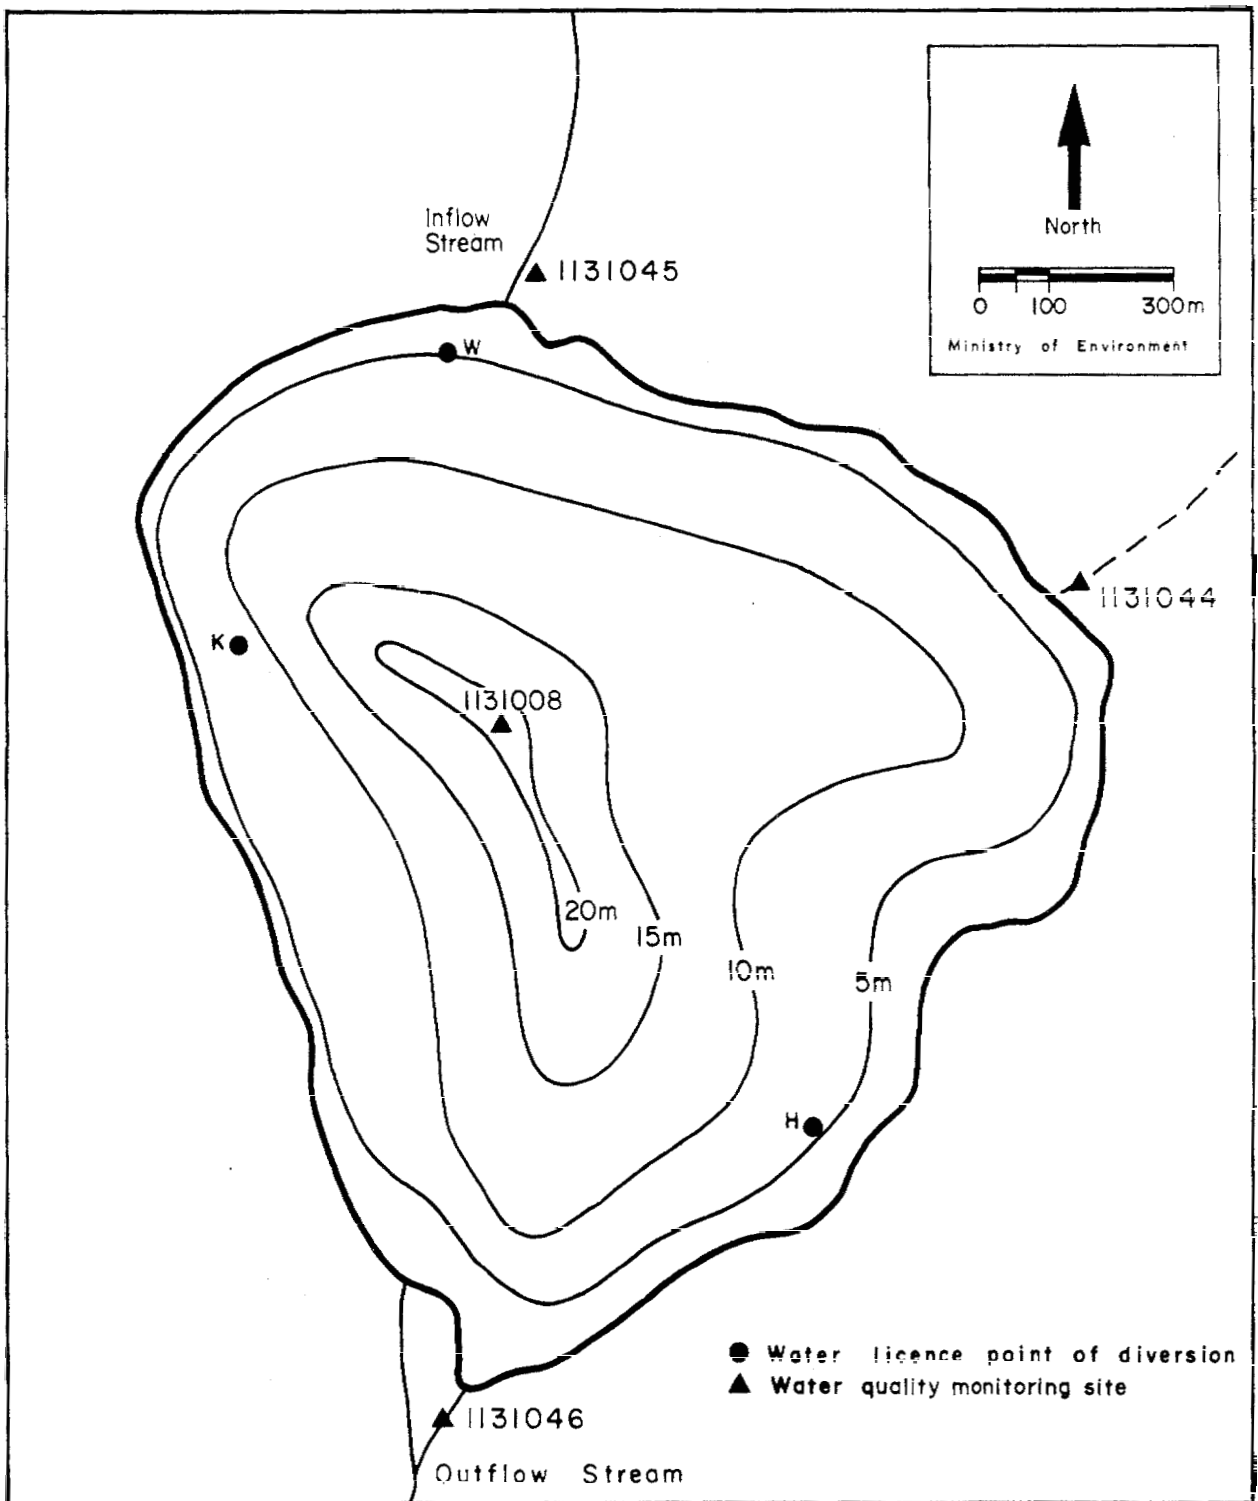 North
0 100 300m
Ministry of Environment
Inflow
Stream
1131045
W
1131044
K
1131008
20m
15m
10m
5m
H
Water licence point of diversion
Water quality monitoring site
1131046
Outflow Stream